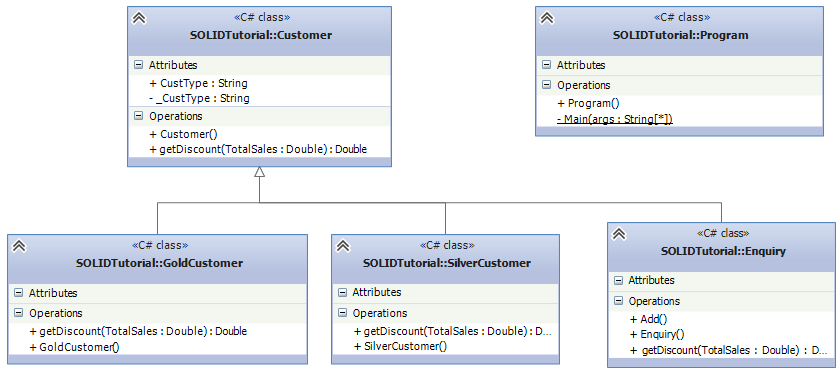 «C# class»
SOLIDTutorial::Customer
Attributes
+ CustType : String
- _CustType : String
Operations
+ Customer()
+ getDiscount(TotalSales : Double) : Double
«C# class»
SOLIDTutorial::Program
Attributes
Operations
+ Program()
- Main(args : String[*])
«C# class»
SOLIDTutorial::GoldCustomer
Attributes
Operations
+ getDiscount(TotalSales : Double) : Double
+ GoldCustomer()
«C# class»
SOLIDTutorial::SilverCustomer
Attributes
Operations
+ getDiscount(TotalSales : Double) : D...
+ SilverCustomer()
«C# class»
SOLIDTutorial::Enquiry
Attributes
Operations
+ Add()
+ Enquiry()
+ getDiscount(TotalSales : Double) : D...